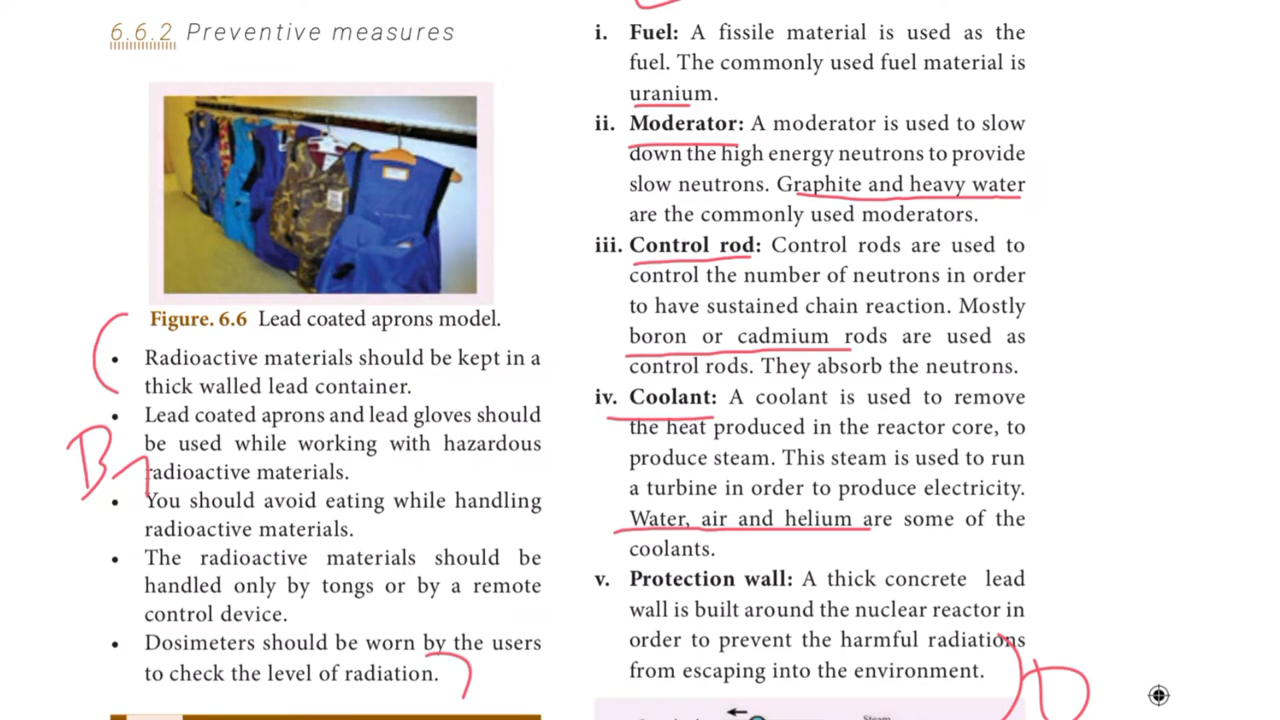 6.6.2 Preventive measures
Figure. 6.6 Lead coated aprons model.
• Radioactive materials should be kept in a
thick walled lead container.
• Lead coated aprons and lead gloves should
be used while working with hazardous
radioactive materials.
• You should avoid eating while handling
radioactive materials.
• The radioactive materials should be
handled only by tongs or by a remote
control device.
• Dosimeters should be worn by the users
to check the level of radiation.
B
i. Fuel: A fissile material is used as the
fuel. The commonly used fuel material is
uranium.
ii. Moderator: A moderator is used to slow
down the high energy neutrons to provide
slow neutrons. Graphite and heavy water
are the commonly used moderators.
iii. Control rod: Control rods are used to
control the number of neutrons in order
to have sustained chain reaction. Mostly
boron or cadmium rods are used as
control rods. They absorb the neutrons.
iv. Coolant: A coolant is used to remove
the heat produced in the reactor core, to
produce steam. This steam is used to run
a turbine in order to produce electricity.
Water, air and helium are some of the
coolants.
v. Protection wall: A thick concrete lead
wall is built around the nuclear reactor in
order to prevent the harmful radiations
from escaping into the environment.
D
Steam